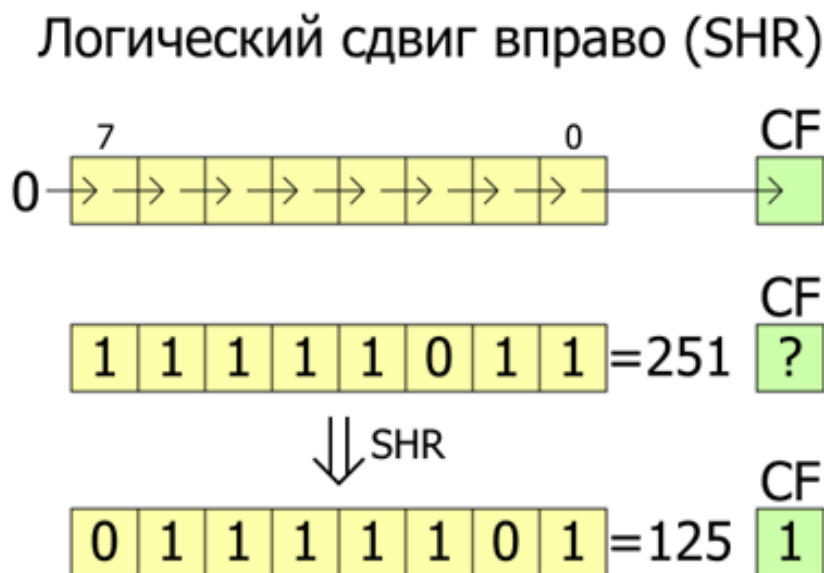 Логический сдвиг вправо (SHR)
7 0 CF
0
CF
1 1 1 1 1 0 1 1 =251 ?
SHR
CF
0 1 1 1 1 1 0 1 =125 1